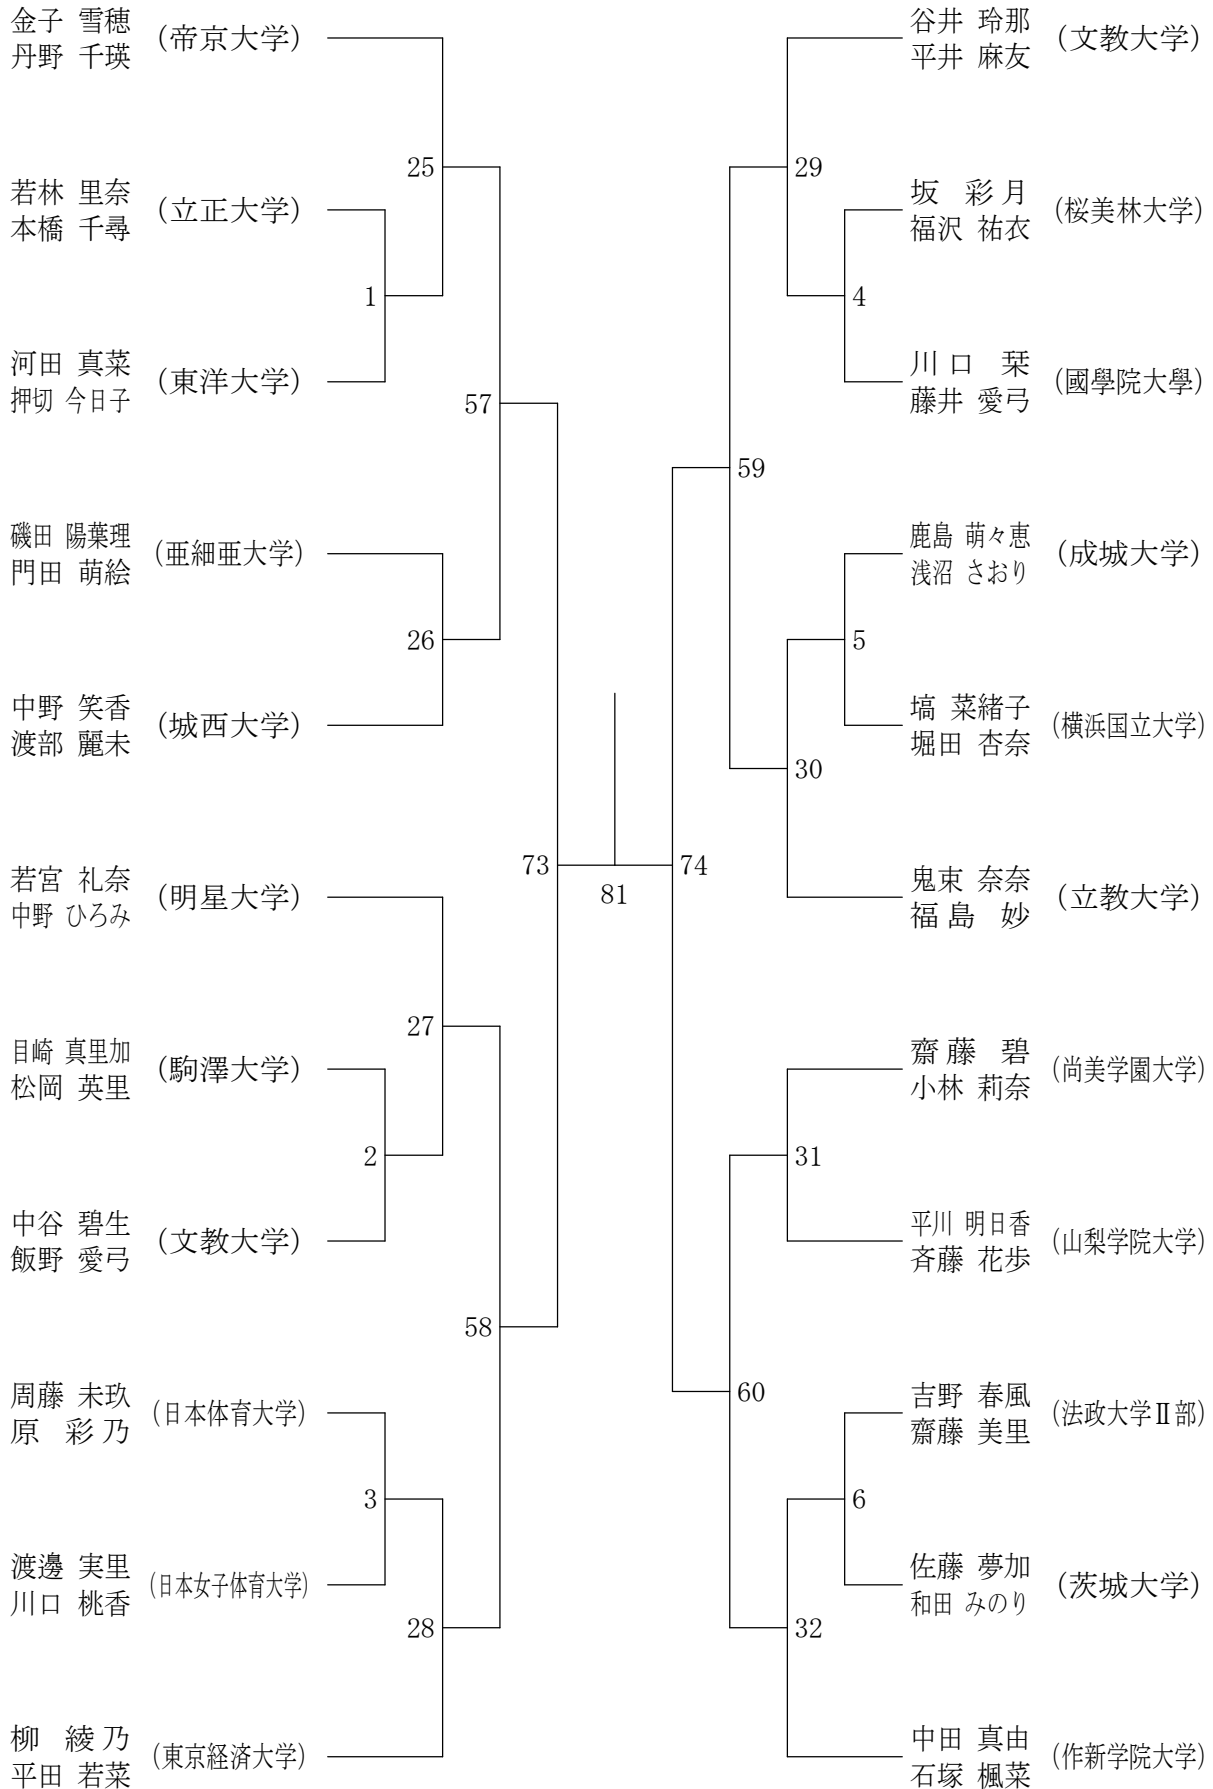 金子 雪穂
丹野 千瑛
(帝京大学)
25
若林 里奈
本橋 千尋
(立正大学)
1
河田 真菜
押切 今日子
(東洋大学)
57
磯田 陽葉理
門田 萌絵
(亜細亜大学)
26
中野 笑香
渡部 麗未
(城西大学)
73
若宮 礼奈
中野 ひろみ
(明星大学)
27
目崎 真里加
松岡 英里
(駒澤大学)
2
中谷 碧生
飯野 愛弓
(文教大学)
58
周藤 未玖
原 彩乃
(日本体育大学)
3
渡邊 実里
川口 桃香
(日本女子体育大学)
28
柳 綾乃
平田 若菜
(東京経済大学)
81
谷井 玲那
平井 麻友
(文教大学)
29
坂 彩月
福沢 祐衣
(桜美林大学)
4
川口 栞
藤井 愛弓
(國學院大學)
59
鹿島 萌々恵
浅沼 さおり
(成城大学)
5
塙 菜緒子
堀田 杏奈
(横浜国立大学)
30
74
鬼束 奈奈
福島 妙
(立教大学)
齋藤 碧
小林 莉奈
(尚美学園大学)
31
平川 明日香
斉藤 花歩
(山梨学院大学)
60
吉野 春風
齋藤 美里
(法政大学Ⅱ部)
6
佐藤 夢加
和田 みのり
(茨城大学)
32
中田 真由
石塚 楓菜
(作新学院大学)